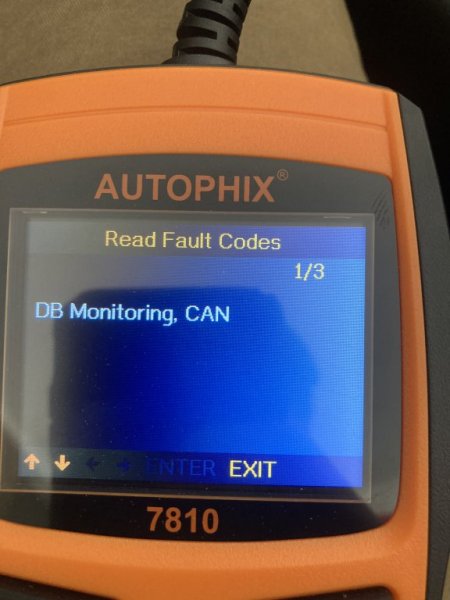 AUTOPHIX®
Read Fault Codes
1/3
DB Monitoring, CAN
ENTER EXIT
7810